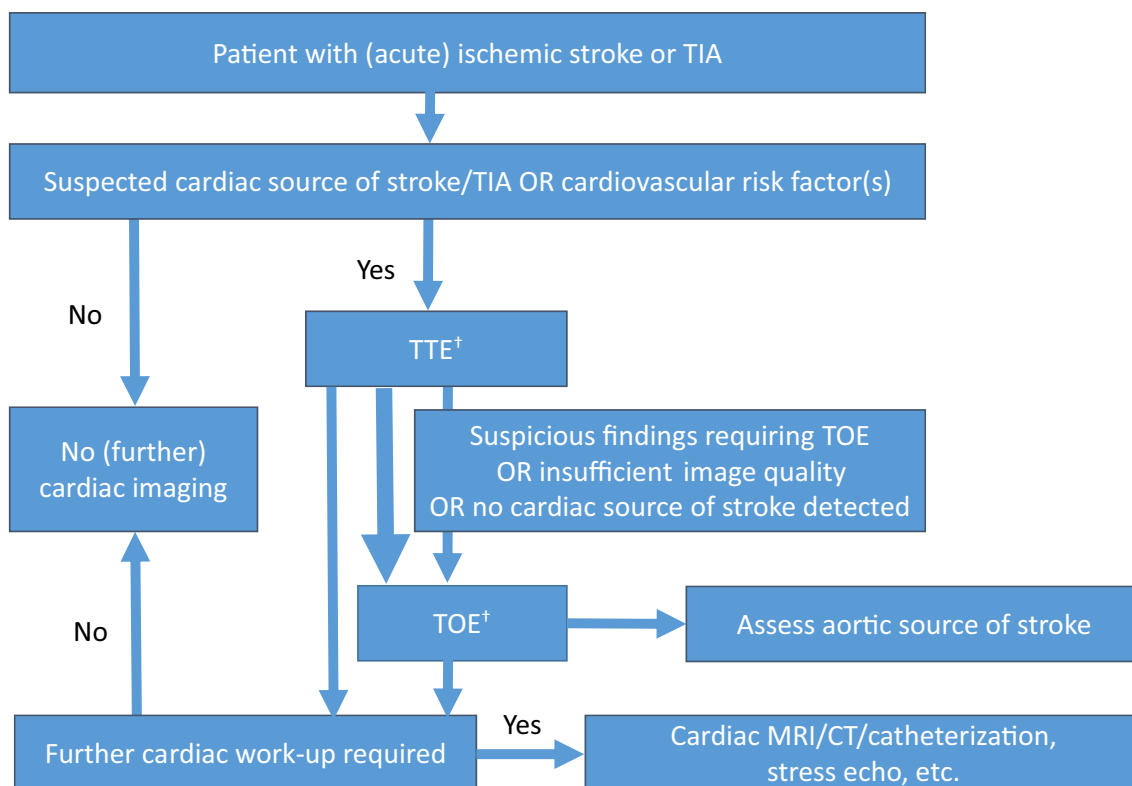 Patient with (acute) ischemic stroke or TIA
Suspected cardiac source of stroke/TIA OR cardiovascular risk factor(s)
Yes
No
TTE†
No (further)
cardiac imaging
Suspicious findings requiring TOE
OR insufficient image quality
OR no cardiac source of stroke detected
TOE†
Assess aortic source of stroke
No
Further cardiac work-up required
Yes
Cardiac MRI/CT/catheterization,
stress echo, etc.